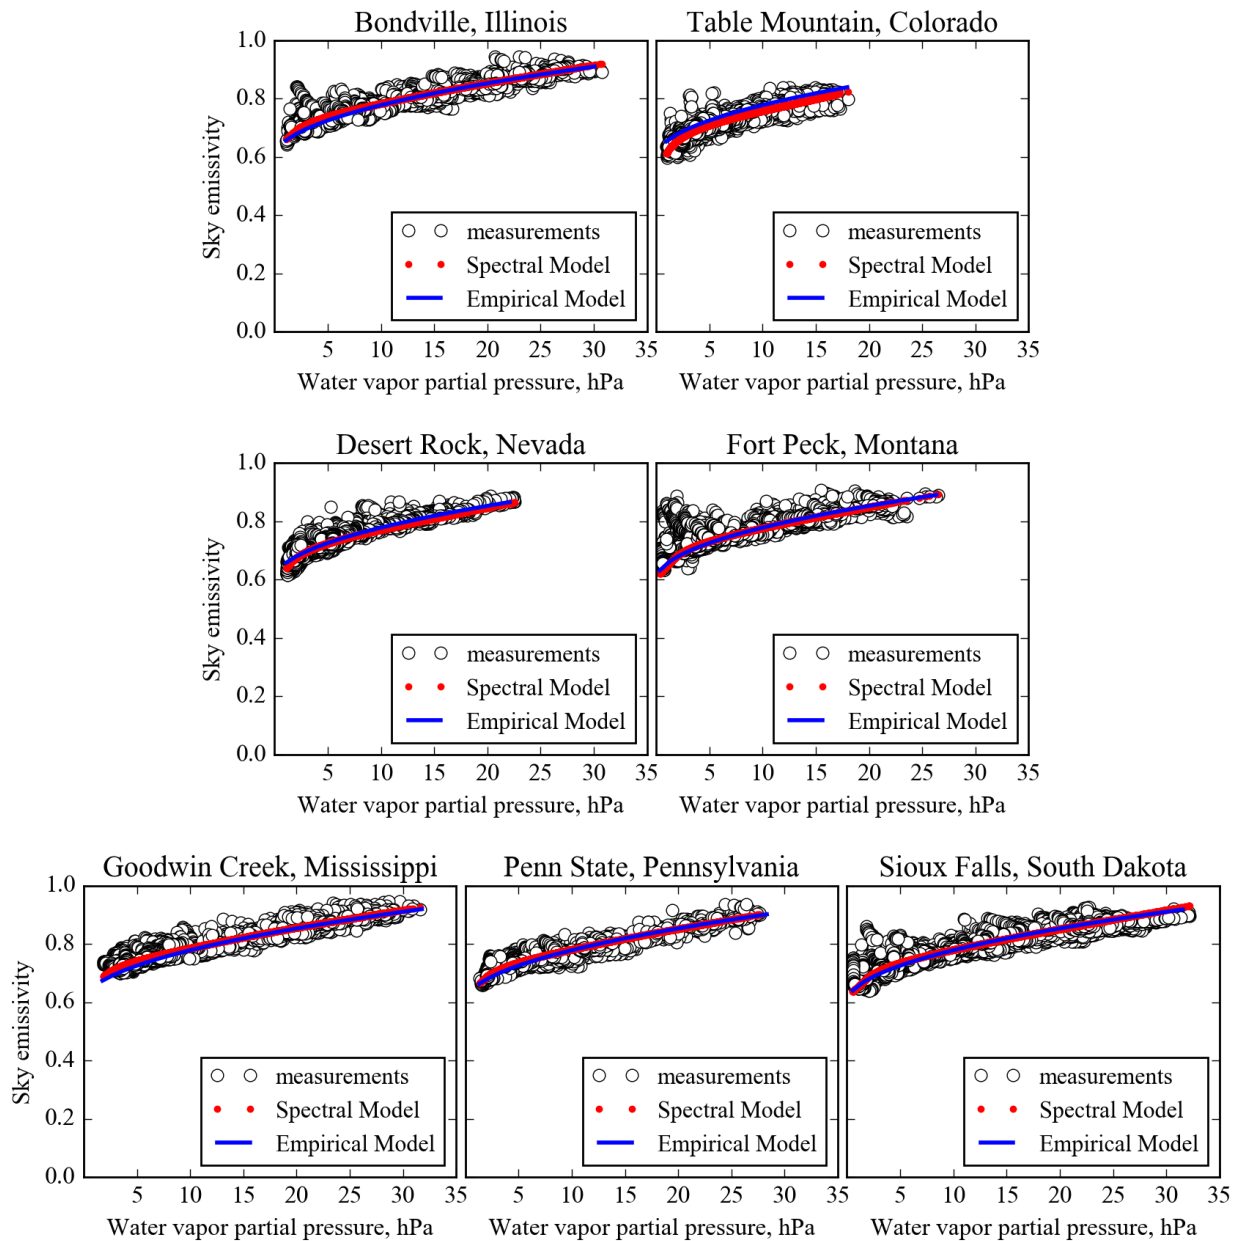 Bondville, Illinois
Table Mountain, Colorado
1.0
0.8
0.6
0.4
0.2
0.0
Sky emissivity
measurements
Spectral Model
Empirical Model
measurements
Spectral Model
Empirical Model
5 10 15 20 25 30 35
5 10 15 20 25 30 35
Water vapor partial pressure, hPa
Water vapor partial pressure, hPa
Desert Rock, Nevada
Fort Peck, Montana
1.0
0.8
0.6
0.4
0.2
0.0
Sky emissivity
measurements
Spectral Model
Empirical Model
measurements
Spectral Model
Empirical Model
5 10 15 20 25 30 35
5 10 15 20 25 30 35
Water vapor partial pressure, hPa
Water vapor partial pressure, hPa
Goodwin Creek, Mississippi
Penn State, Pennsylvania
Sioux Falls, South Dakota
1.0
0.8
0.6
0.4
0.2
0.0
Sky emissivity
measurements
Spectral Model
Empirical Model
measurements
Spectral Model
Empirical Model
measurements
Spectral Model
Empirical Model
5 10 15 20 25 30 35
5 10 15 20 25 30 35
5 10 15 20 25 30 35
Water vapor partial pressure, hPa
Water vapor partial pressure, hPa
Water vapor partial pressure, hPa